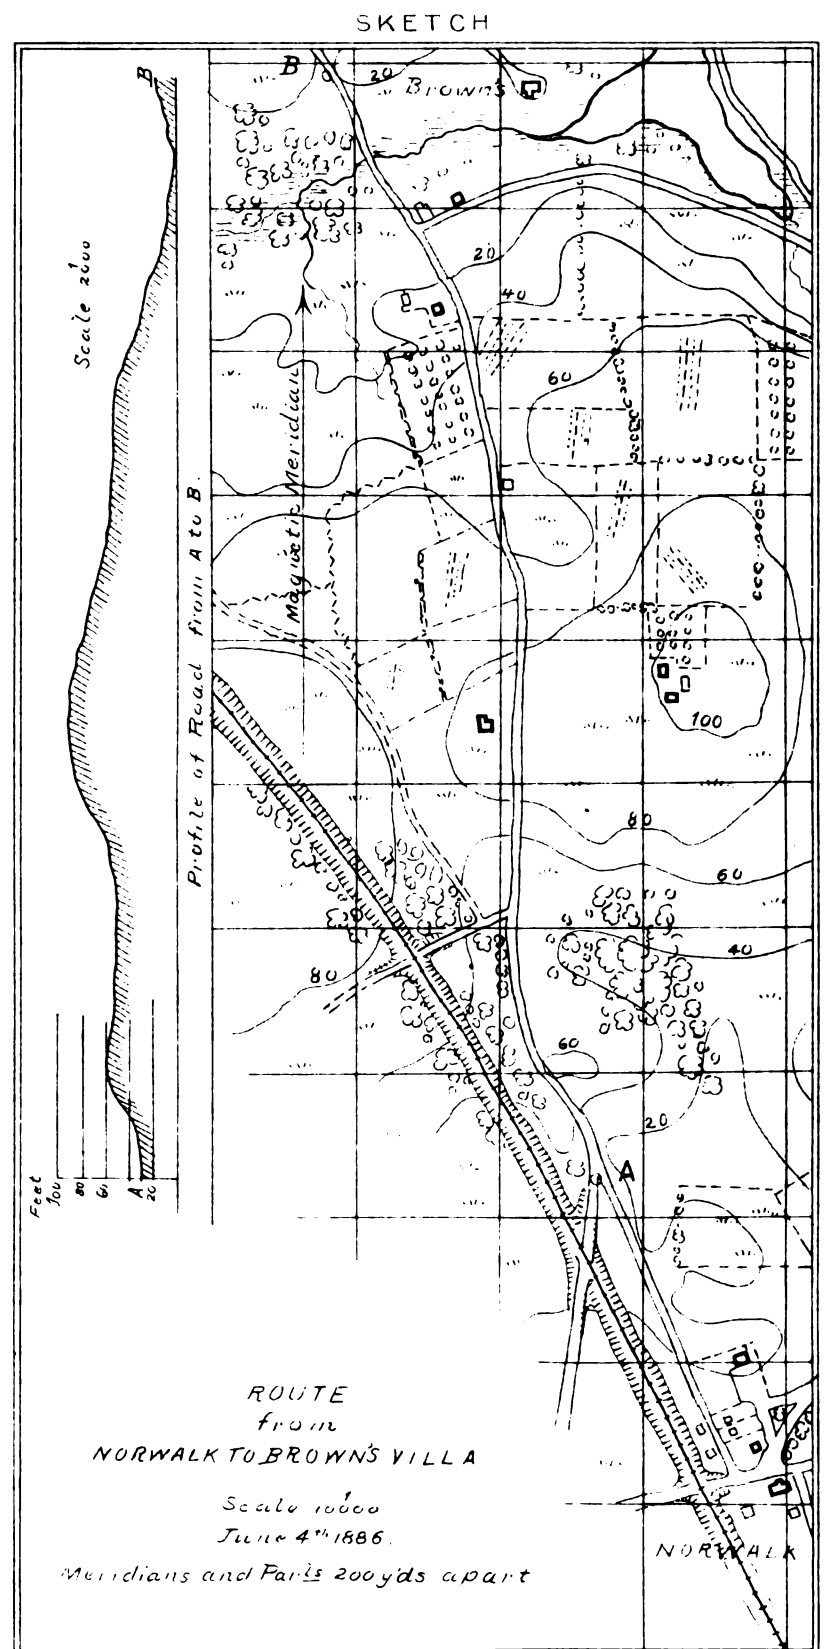 SKETCH
B
B
20
Brown's
20
Scale 1/2000
40
60
Magnetic Meridian
Profile of Road from A to B.
100
80
60
40
80
60
20
A
Feet
100
80
60
A
20
ROUTE
from
NORWALK TO BROWN'S VILLA
Scale 1/10000
June 4th 1886.
Meridians and Parls 200 yds apart
NORWALK